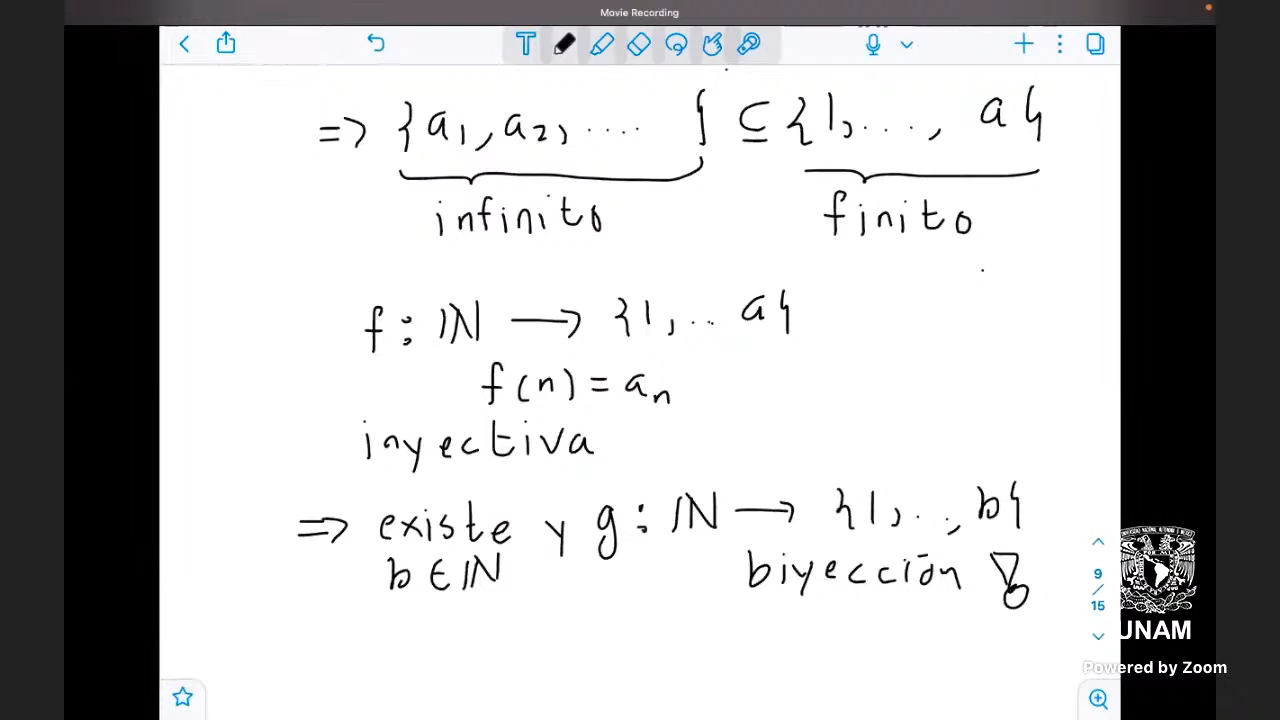 Movie Recording
=> {a1, a2, .... } ⊆ {1, ..., a}
infinito finito
f : ℕ → {1, .. a}
f(n) = an
inyectiva
=> existe y g : ℕ → {1, .., b}
b ∈ ℕ biyección !
9
/
15
UNAM
Powered by Zoom